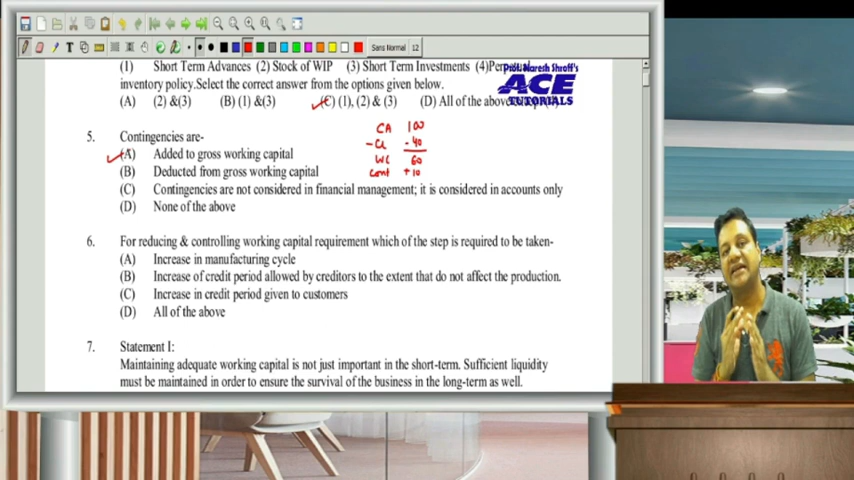 Sans Normal 12
(1) Short Term Advances (2) Stock of WIP (3) Short Term Investments (4)
Prof. Naresh Shroff's
inventory policy.Select the correct answer from the options given below.
ACE
(A) (2) &(3) (B) (1) &(3) (C) (1), (2) & (3) (D) All of the above
TUTORIALS
5. Contingencies are-
(A) Added to gross working capital
(B) Deducted from gross working capital
(C) Contingencies are not considered in financial management; it is considered in accounts only
(D) None of the above
CA 100
- CL - 40
WC 60
Cont + 10
6. For reducing & controlling working capital requirement which of the step is required to be taken-
(A) Increase in manufacturing cycle
(B) Increase of credit period allowed by creditors to the extent that do not affect the production.
(C) Increase in credit period given to customers
(D) All of the above
7. Statement I:
Maintaining adequate working capital is not just important in the short-term. Sufficient liquidity
must be maintained in order to ensure the survival of the business in the long-term as well.